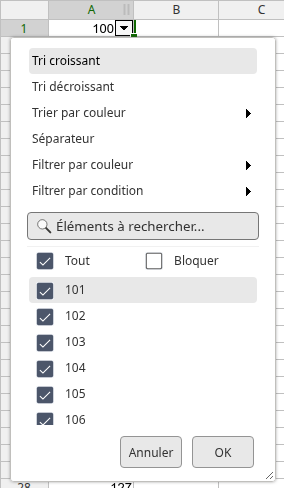 A B C
1 100
Tri croissant
Tri décroissant
Trier par couleur
Séparateur
Filtrer par couleur
Filtrer par condition
Éléments à rechercher...
Tout Bloquer
101
102
103
104
105
106
Annuler OK
28 127